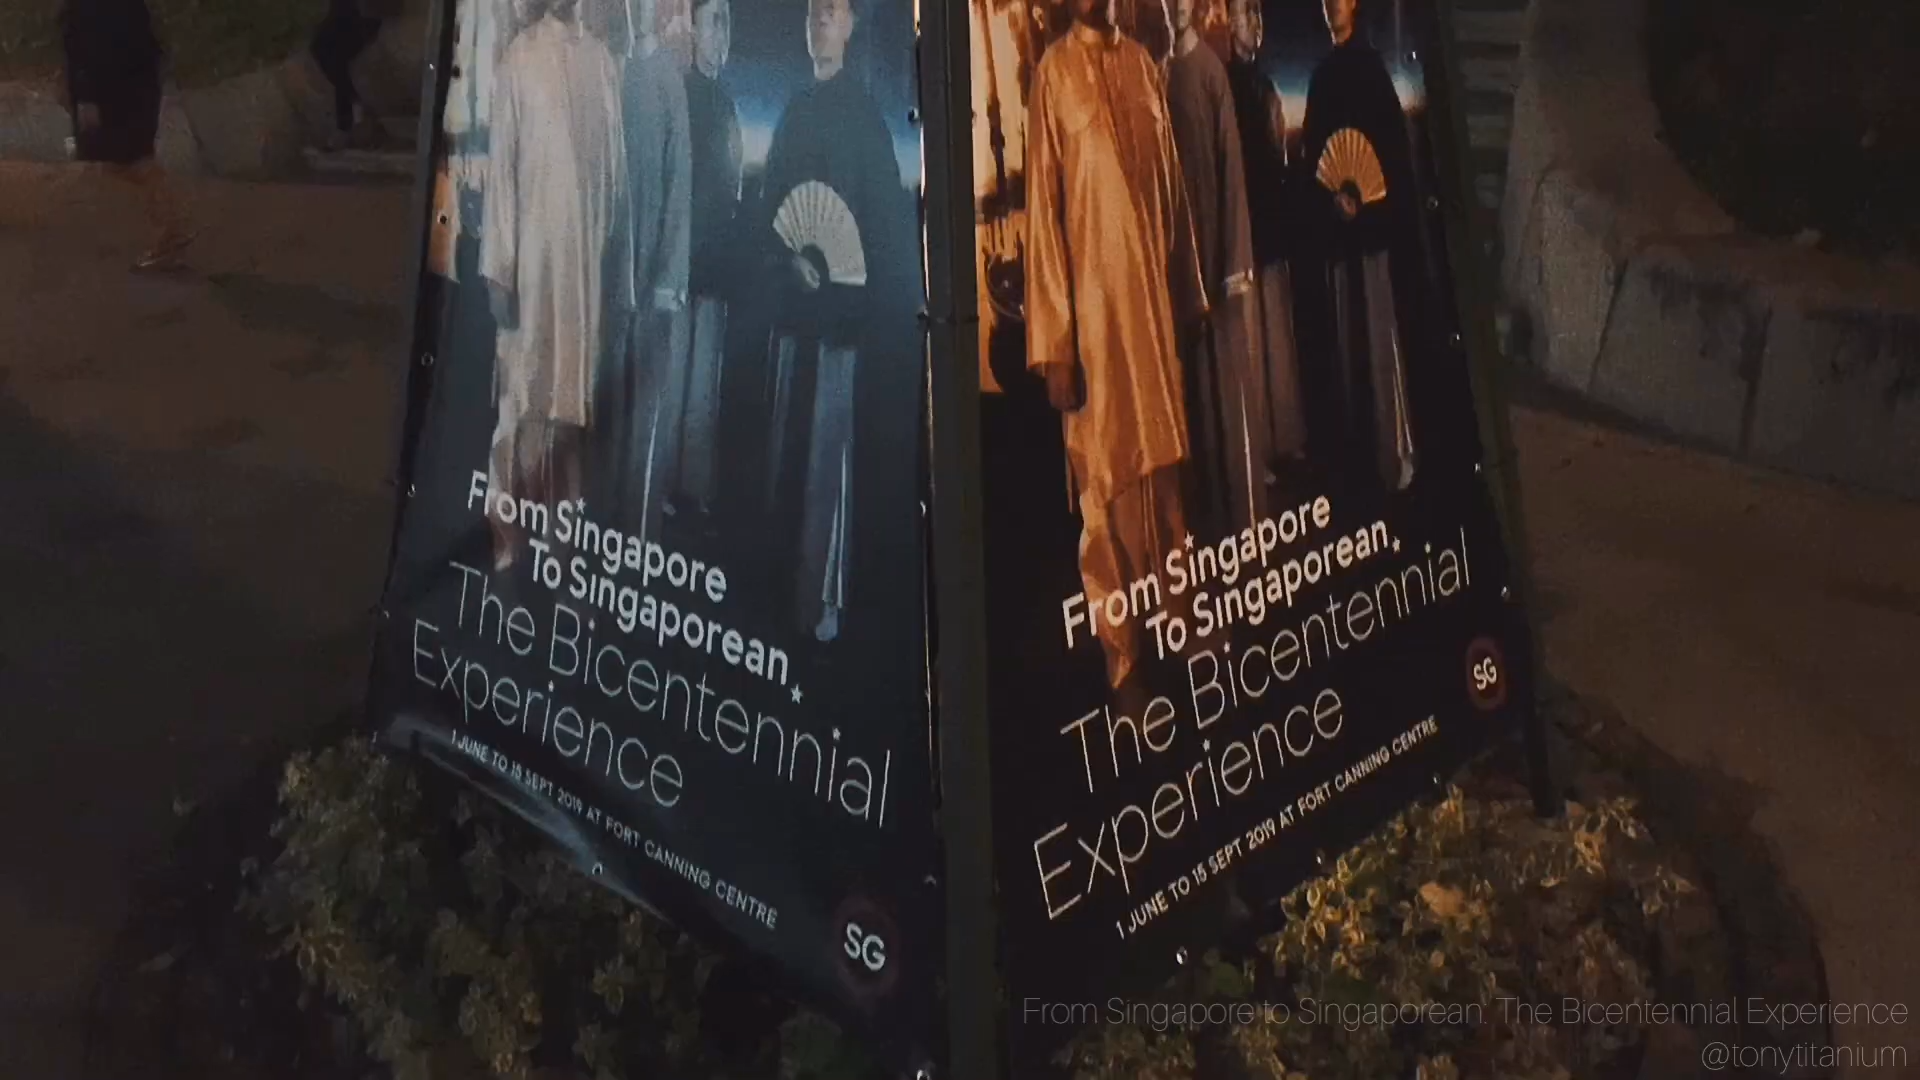 From Singapore
To Singaporean
The Bicentennial
Experience
1 JUNE TO 15 SEPT 2019 AT FORT CANNING CENTRE
SG
From Singapore
To Singaporean
The Bicentennial
Experience
1 JUNE TO 15 SEPT 2019 AT FORT CANNING CENTRE
SG
From Singapore to Singaporean: The Bicentennial Experience
@tonytitanium